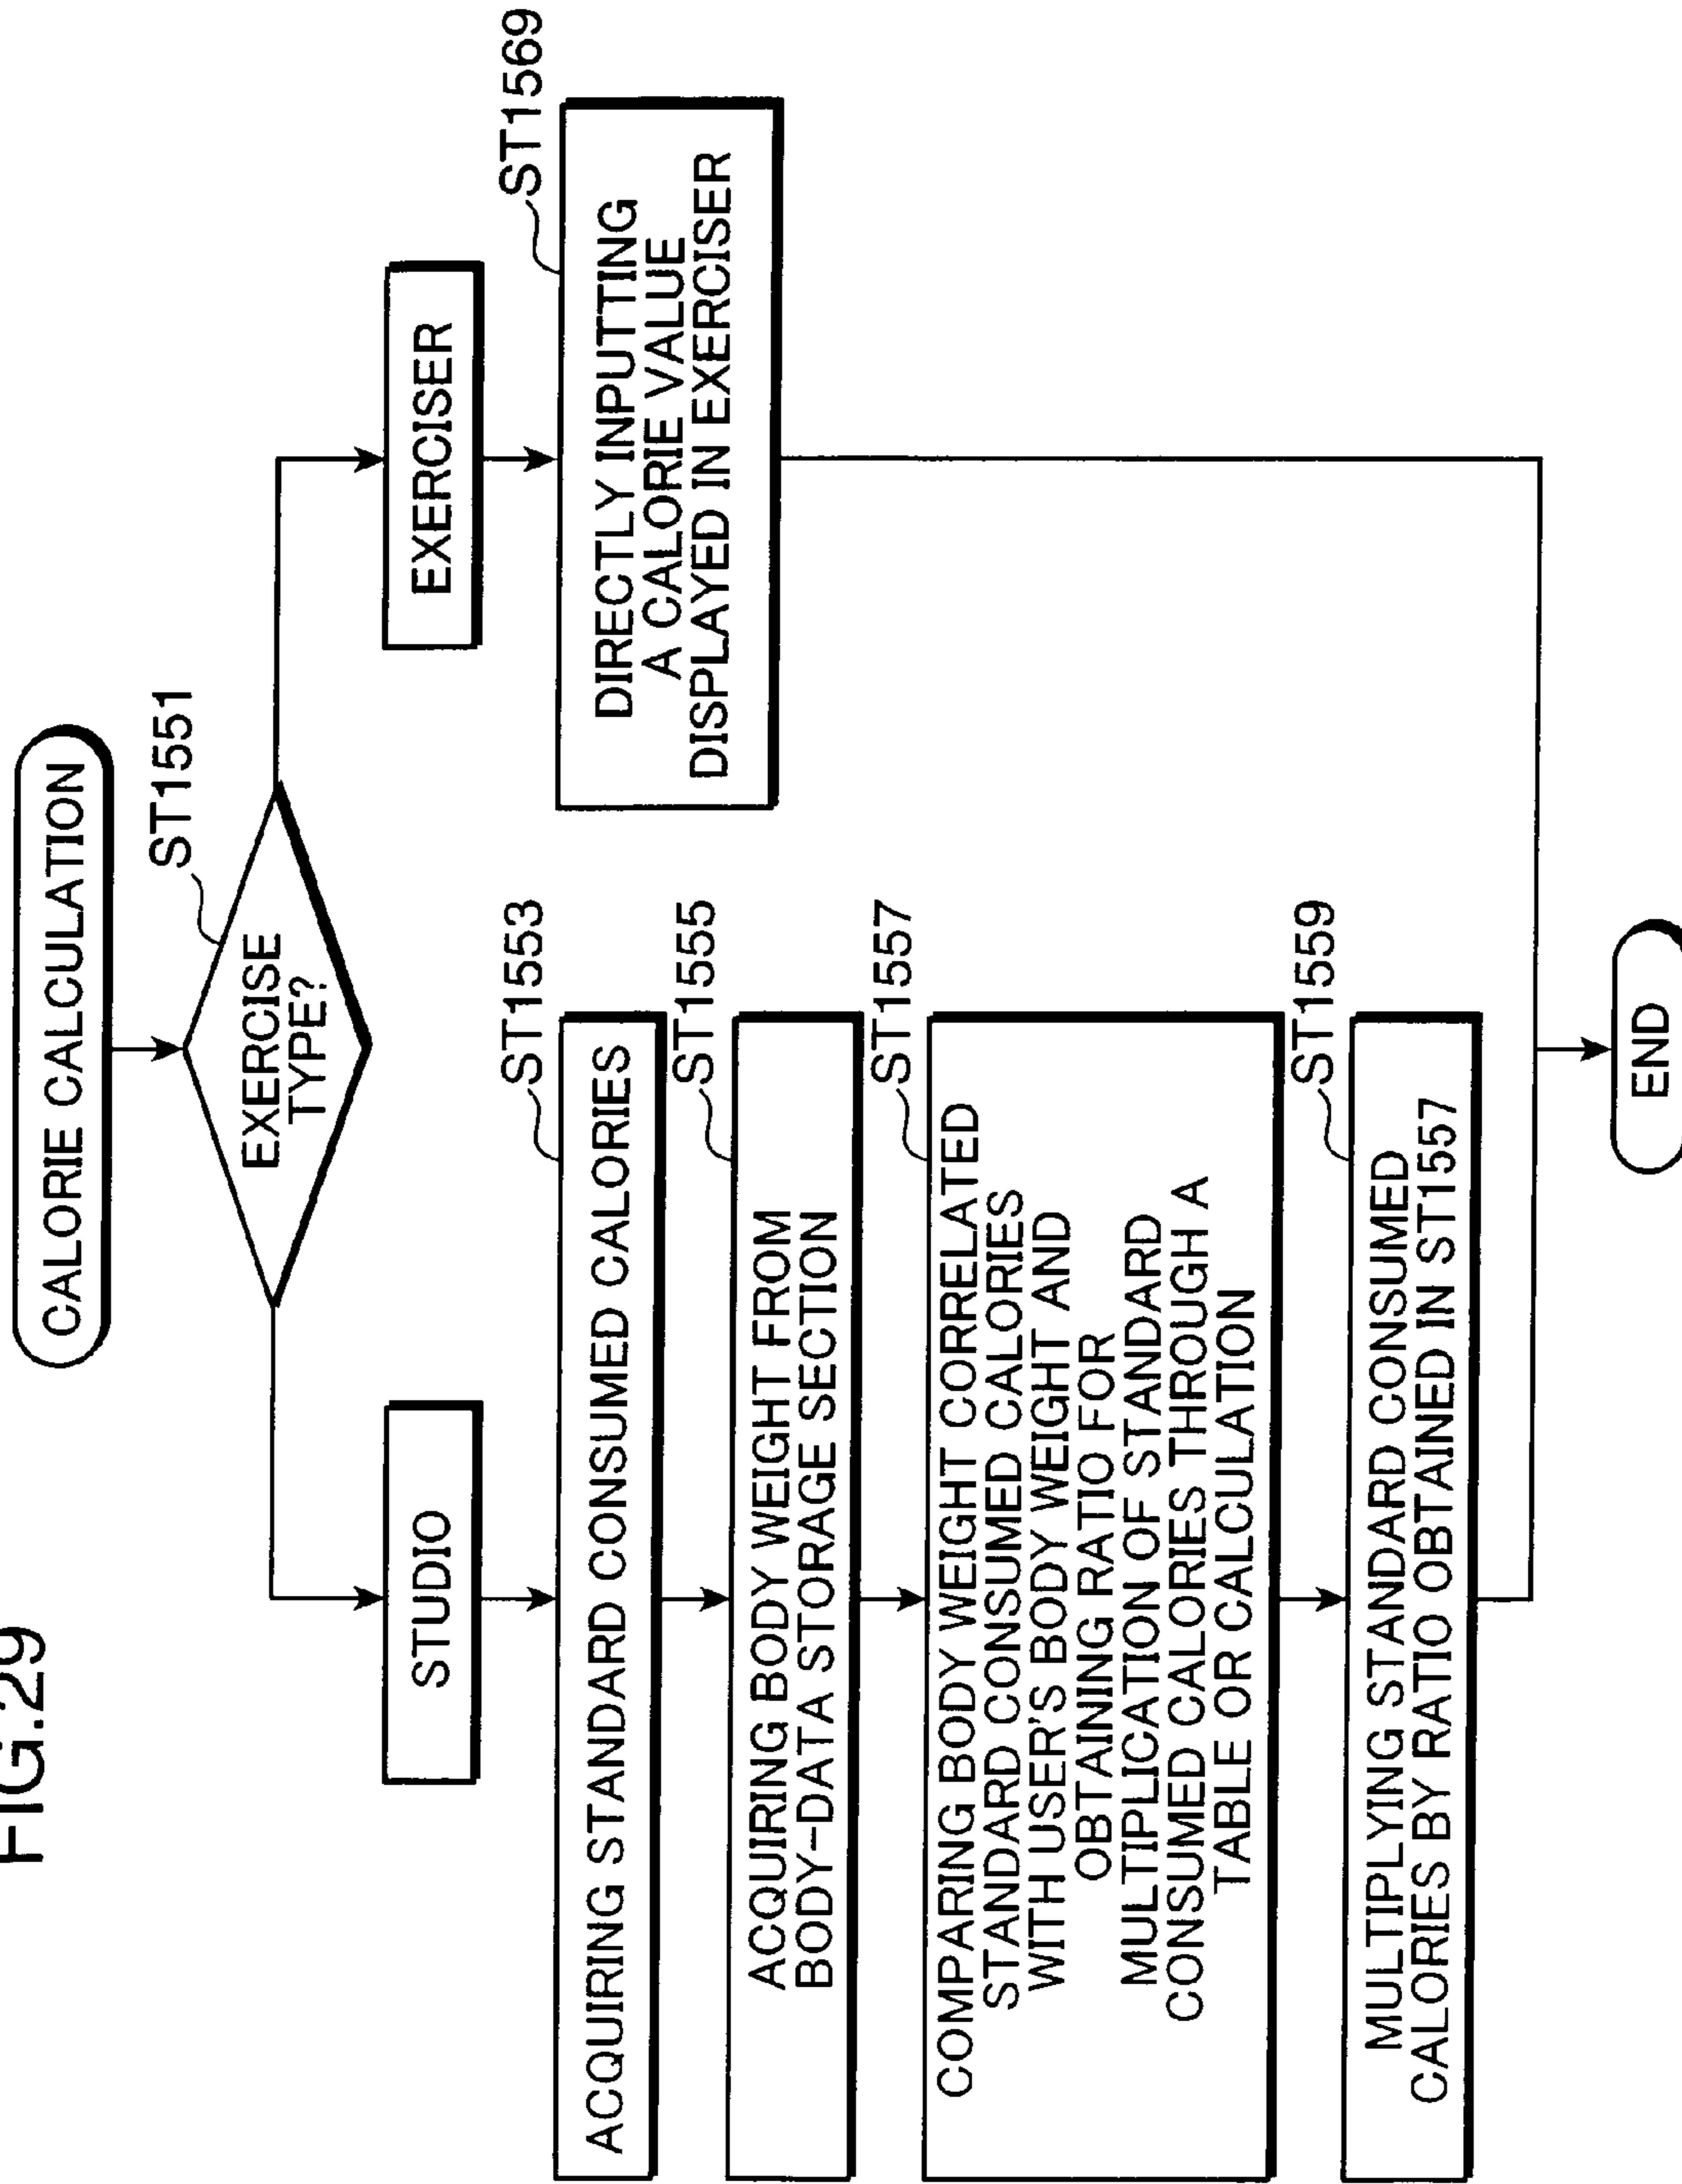 FIG.29
CALORIE CALCULATION
ST1551
EXERCISE
TYPE?
STUDIO
ST1553
ACQUIRING STANDARD CONSUMED CALORIES
ST1555
ACQUIRING BODY WEIGHT FROM
BODY-DATA STORAGE SECTION
ST1557
COMPARING BODY WEIGHT CORRELATED
STANDARD CONSUMED CALORIES
WITH USER'S BODY WEIGHT AND
OBTAINING RATIO FOR
MULTIPLICATION OF STANDARD
CONSUMED CALORIES THROUGH A
TABLE OR CALCULATION
ST1559
MULTIPLYING STANDARD CONSUMED
CALORIES BY RATIO OBTAINED IN ST1557
EXERCISER
ST1569
DIRECTLY INPUTTING
A CALORIE VALUE
DISPLAYED IN EXERCISER
END